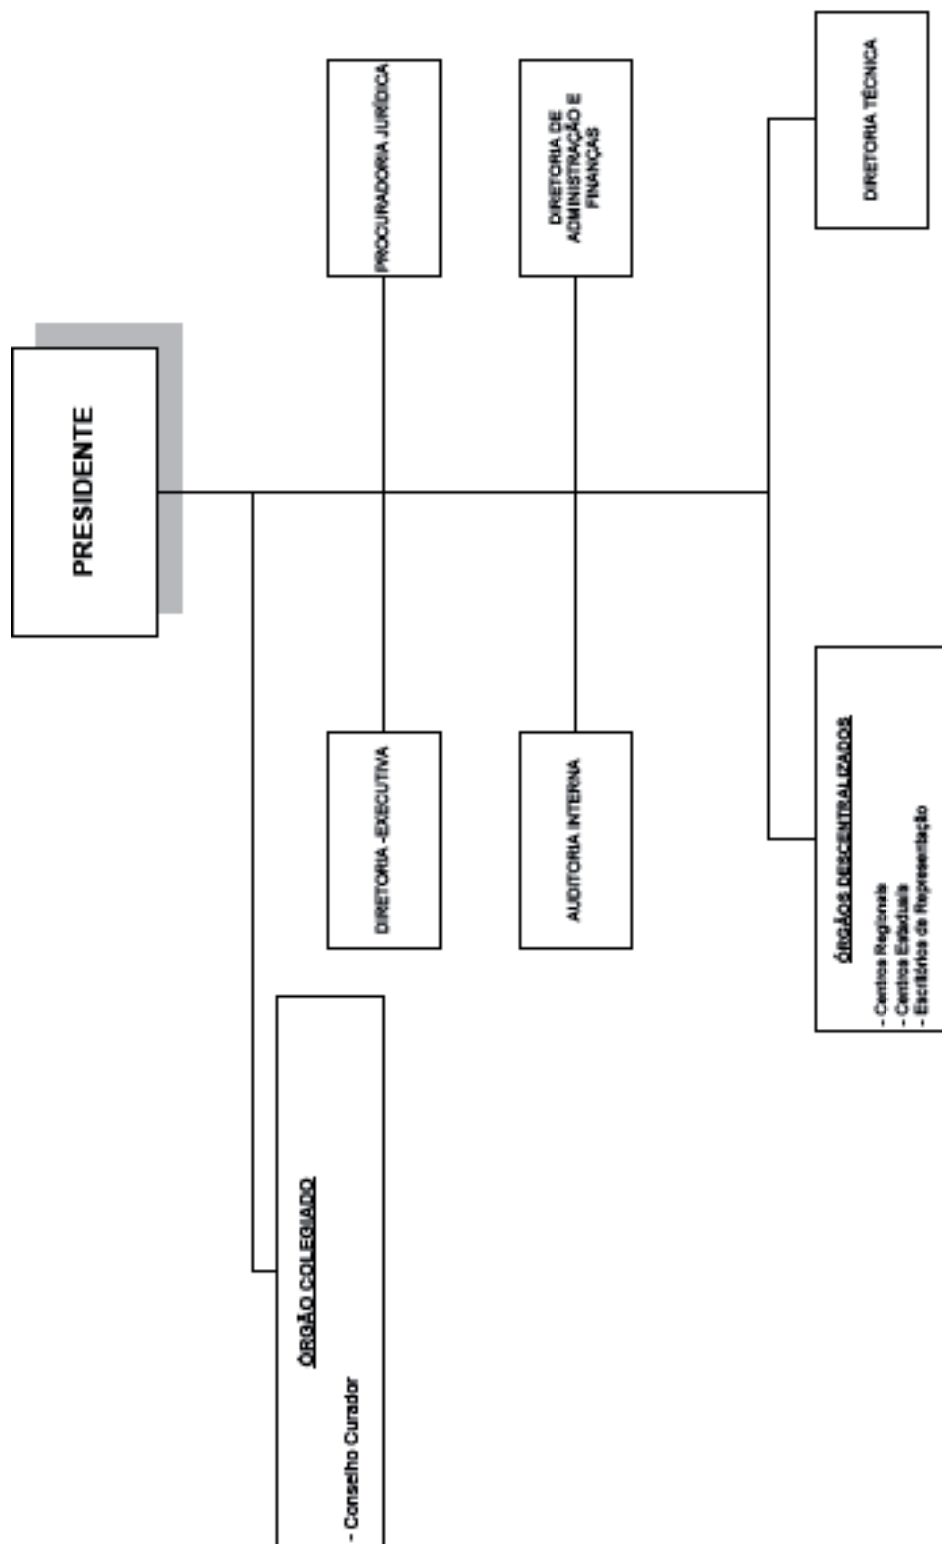 PRESIDENTE
ÓRGÃO COLEGIADO
- Conselho Curador
DIRETORIA -EXECUTIVA
PROCURADORIA JURÍDICA
AUDITORIA INTERNA
DIRETORIA DE
ADMINISTRAÇÃO E
FINANÇAS
ÓRGÃOS DESCENTRALIZADOS
- Centros Regionais
- Centros Estaduais
- Escritórios de Representação
DIRETORIA TÉCNICA